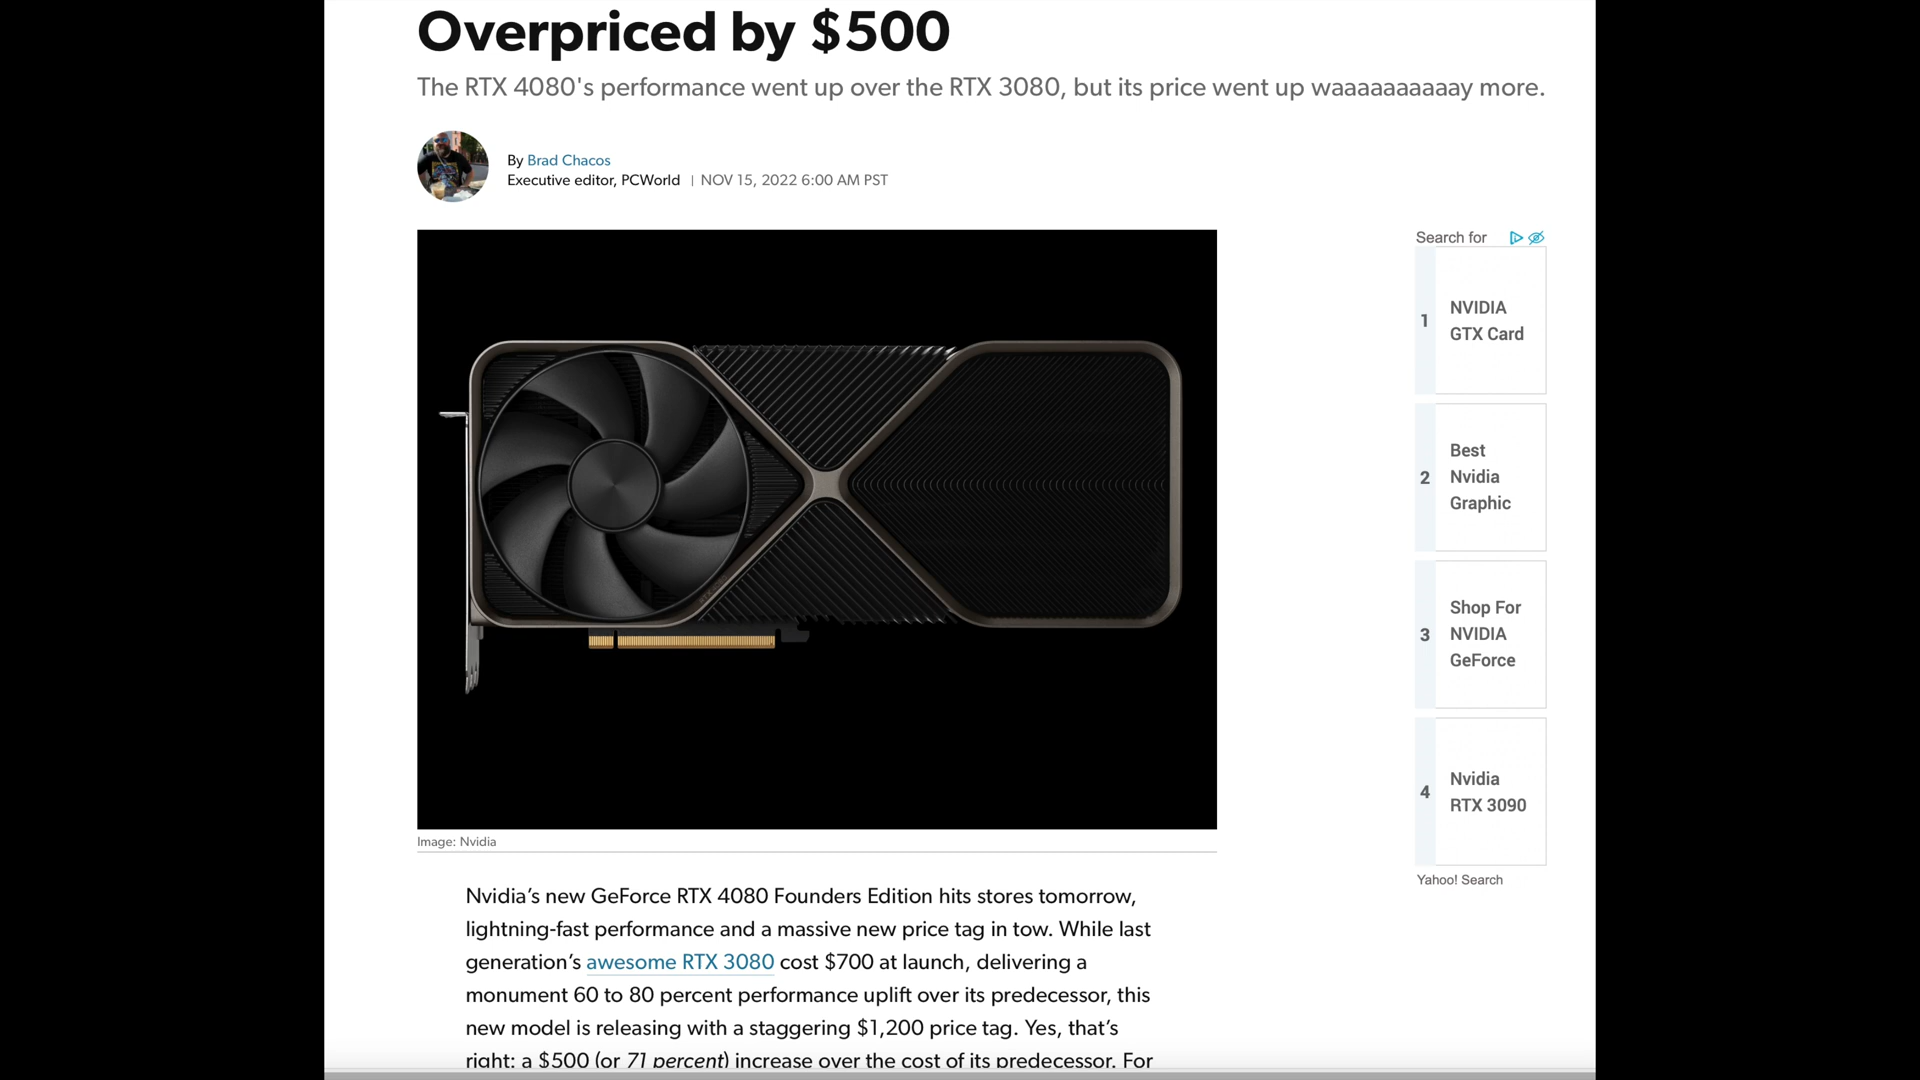 Overpriced by $500
The RTX 4080's performance went up over the RTX 3080, but its price went up waaaaaaaaaay more.
By Brad Chacos
Executive editor, PCWorld | NOV 15, 2022 6:00 AM PST
Search for
1
NVIDIA
GTX Card
2
Best
Nvidia
Graphic
3
Shop For
NVIDIA
GeForce
4
Nvidia
RTX 3090
Yahoo! Search
Image: Nvidia
Nvidia’s new GeForce RTX 4080 Founders Edition hits stores tomorrow,
lightning-fast performance and a massive new price tag in tow. While last
generation’s awesome RTX 3080 cost $700 at launch, delivering a
monument 60 to 80 percent performance uplift over its predecessor, this
new model is releasing with a staggering $1,200 price tag. Yes, that’s
right: a $500 (or 71 percent) increase over the cost of its predecessor. For